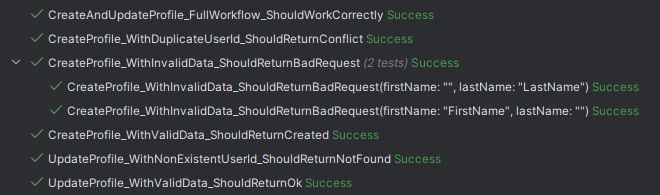 CreateAndUpdateProfile_FullWorkflow_ShouldWorkCorrectly Success
CreateProfile_WithDuplicateUserId_ShouldReturnConflict Success
CreateProfile_WithInvalidData_ShouldReturnBadRequest (2 tests) Success
CreateProfile_WithInvalidData_ShouldReturnBadRequest(firstName: "", lastName: "LastName") Success
CreateProfile_WithInvalidData_ShouldReturnBadRequest(firstName: "FirstName", lastName: "") Success
CreateProfile_WithValidData_ShouldReturnCreated Success
UpdateProfile_WithNonExistentUserId_ShouldReturnNotFound Success
UpdateProfile_WithValidData_ShouldReturnOk Success